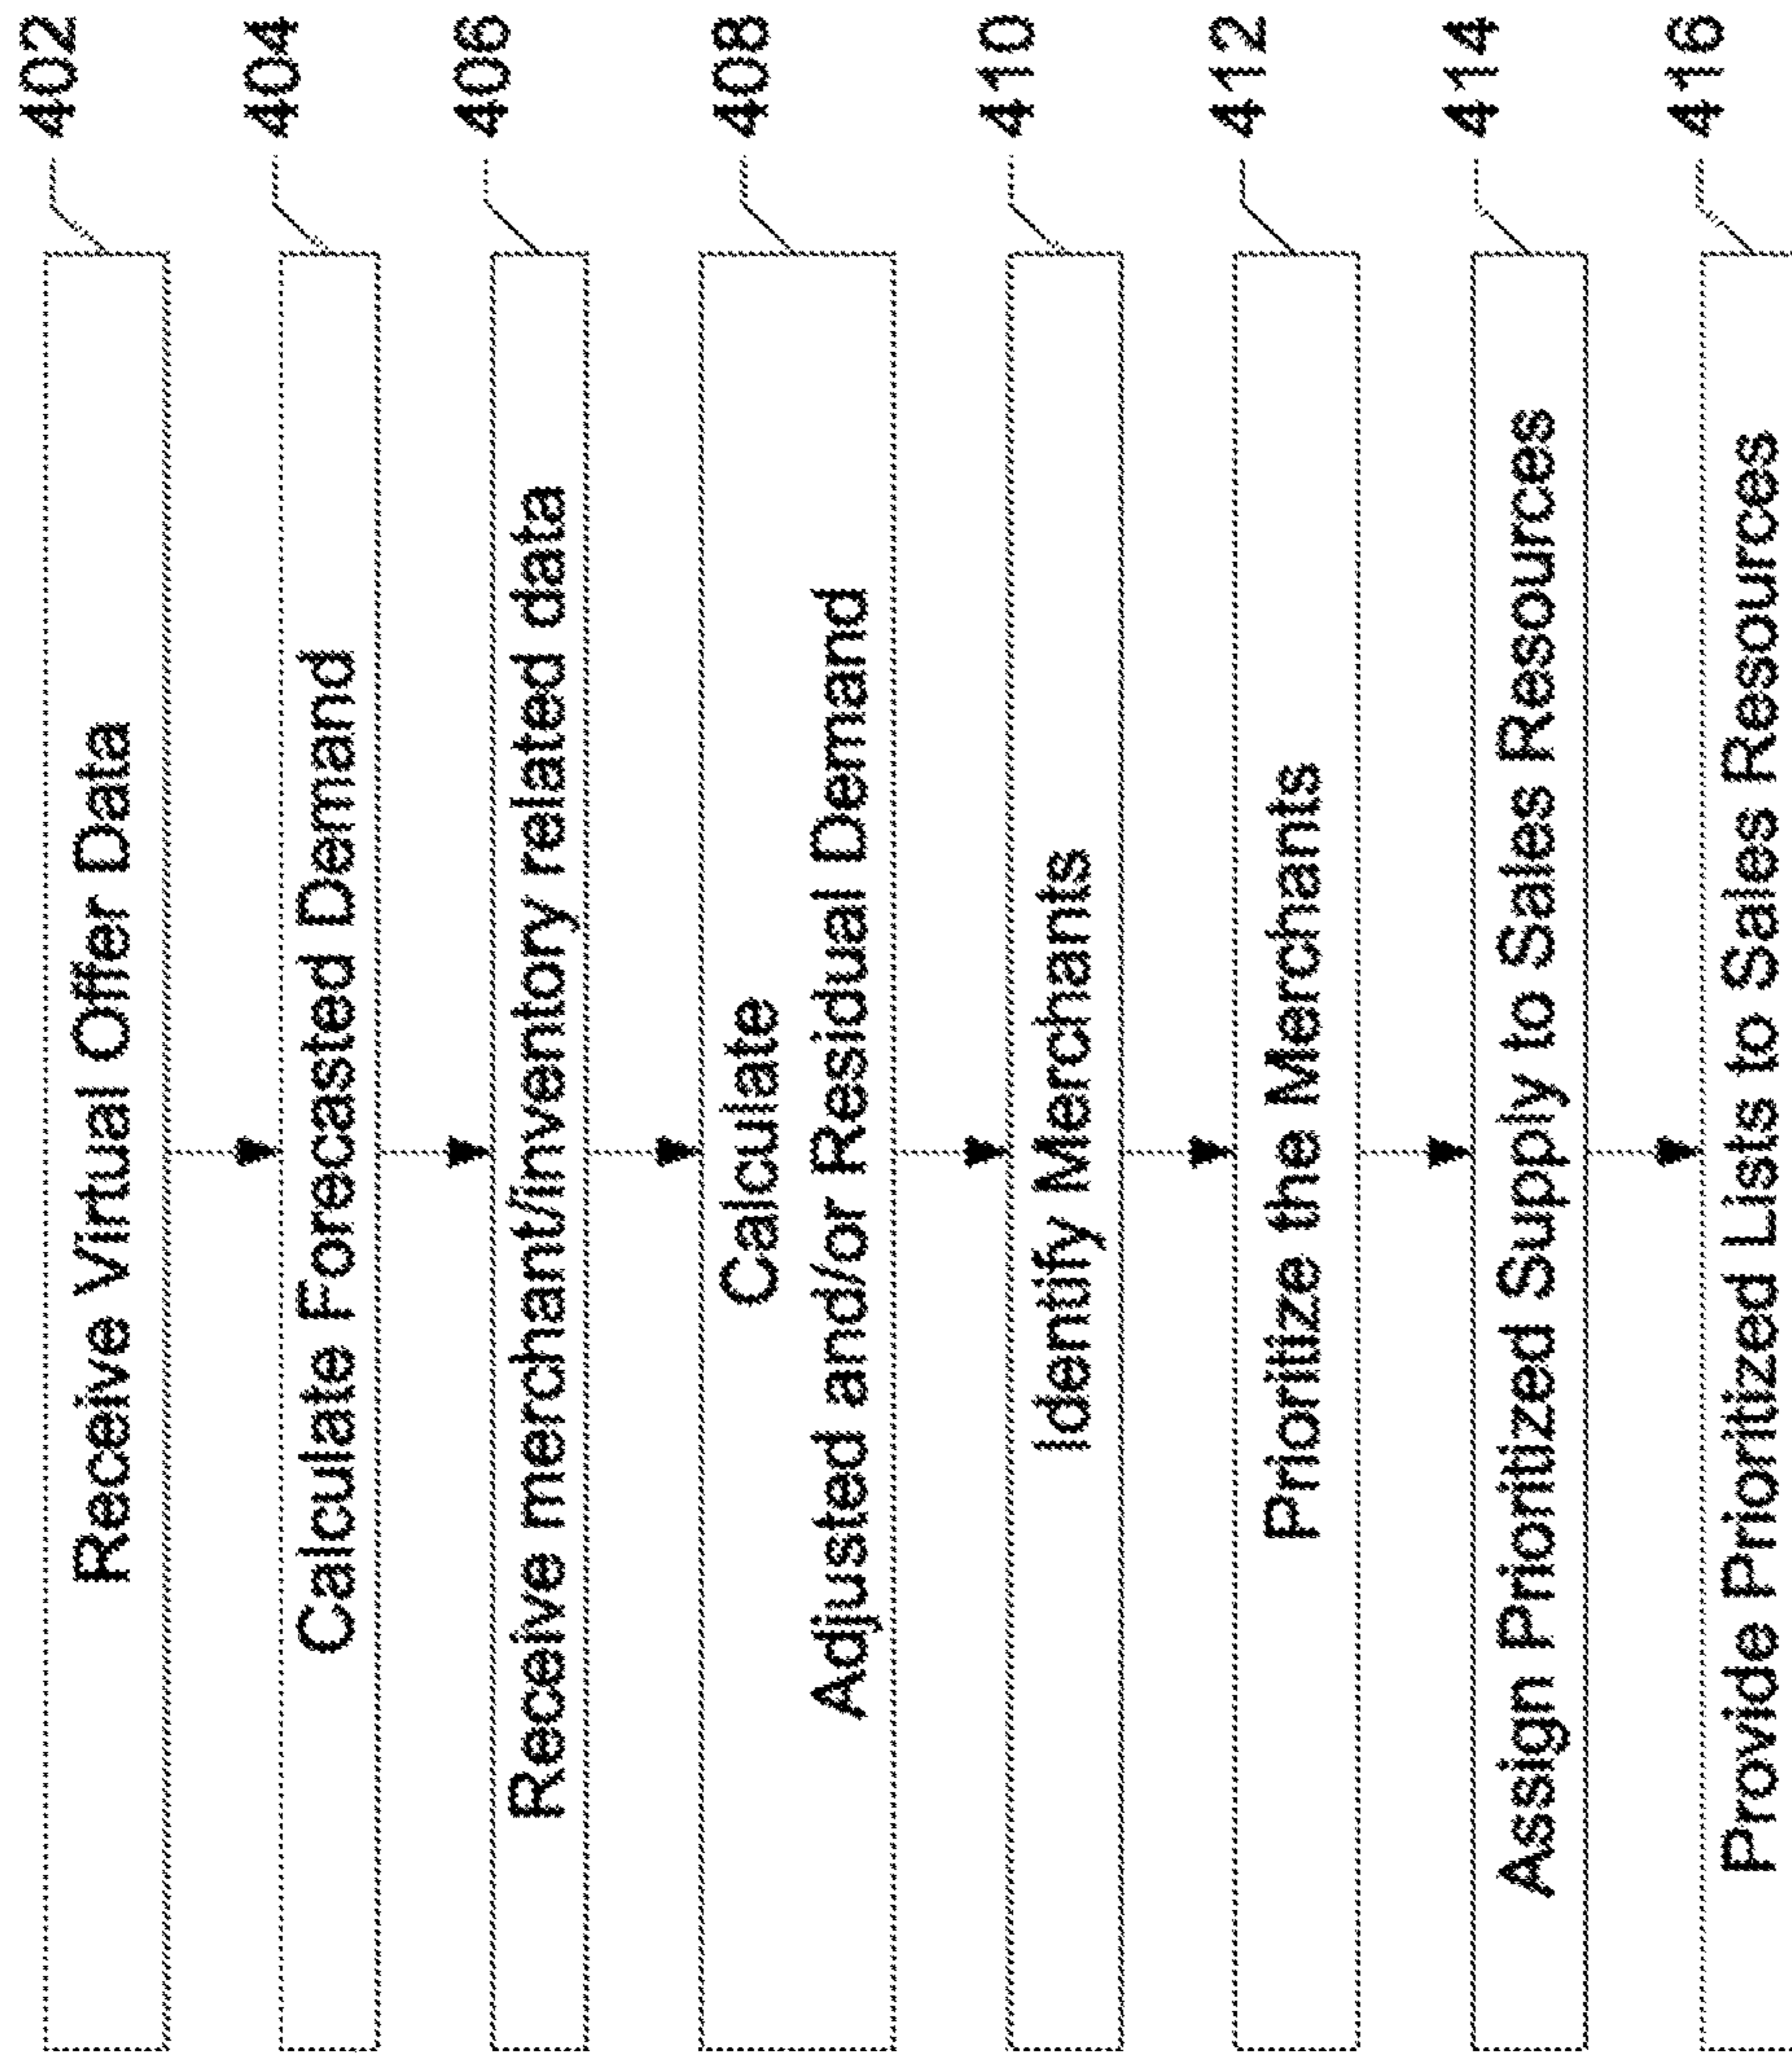 Receive Virtual Offer Data
402
Calculate Forecasted Demand
404
Receive merchant/inventory related data
406
Calculate
Adjusted and/or Residual Demand
408
Identify Merchants
410
Prioritize the Merchants
412
Assign Prioritized Supply to Sales Resources
414
Provide Prioritized Lists to Sales Resources
416